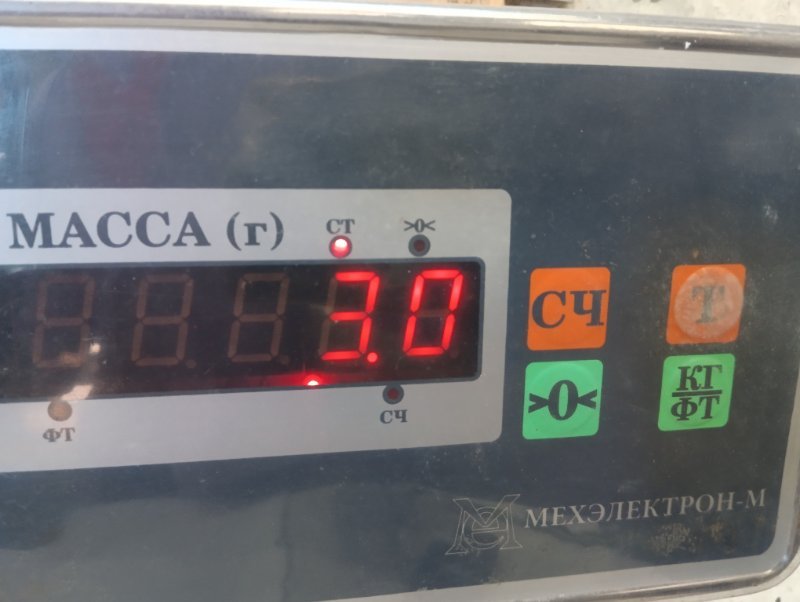 МАССА (г)
СТ
>0<
3.0
ФТ
СЧ
СЧ
Т
>0<
КГ
ФТ
МЕХЭЛЕКТРОН-М